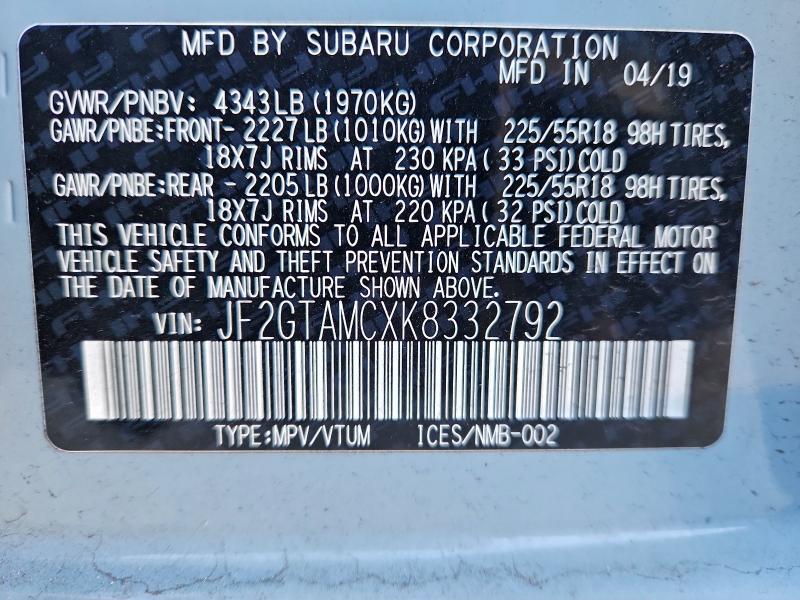 MFD BY SUBARU CORPORATION
MFD IN 04/19
GVWR/PNBV: 4343LB (1970KG)
GAWR/PNBE:FRONT- 2227 LB (1010KG) WITH 225/55R18 98H TIRES,
18X7J RIMS AT 230 KPA ( 33 PSI) COLD
GAWR/PNBE:REAR - 2205 LB (1000KG) WITH 225/55R18 98H TIRES,
18X7J RIMS AT 220 KPA ( 32 PSI) COLD
THIS VEHICLE CONFORMS TO ALL APPLICABLE FEDERAL MOTOR
VEHICLE SAFETY AND THEFT PREVENTION STANDARDS IN EFFECT ON
THE DATE OF MANUFACTURE SHOWN ABOVE.
VIN: JF2GTAMCXK8332792
TYPE:MPV/VTUM ICES/NMB-002